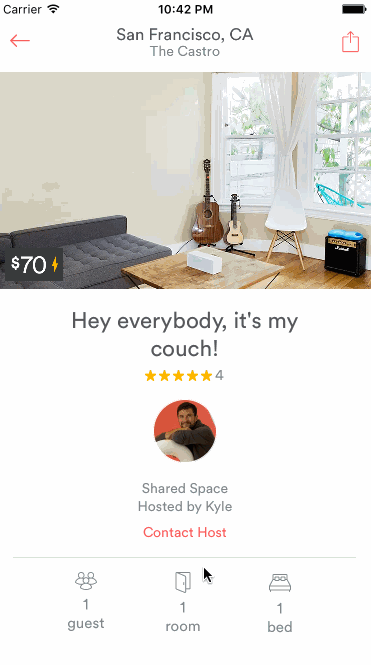 Carrier 10:42 PM
San Francisco, CA
The Castro
$70
Hey everybody, it's my
couch!
4
Shared Space
Hosted by Kyle
Contact Host
1 1 1
guest room bed